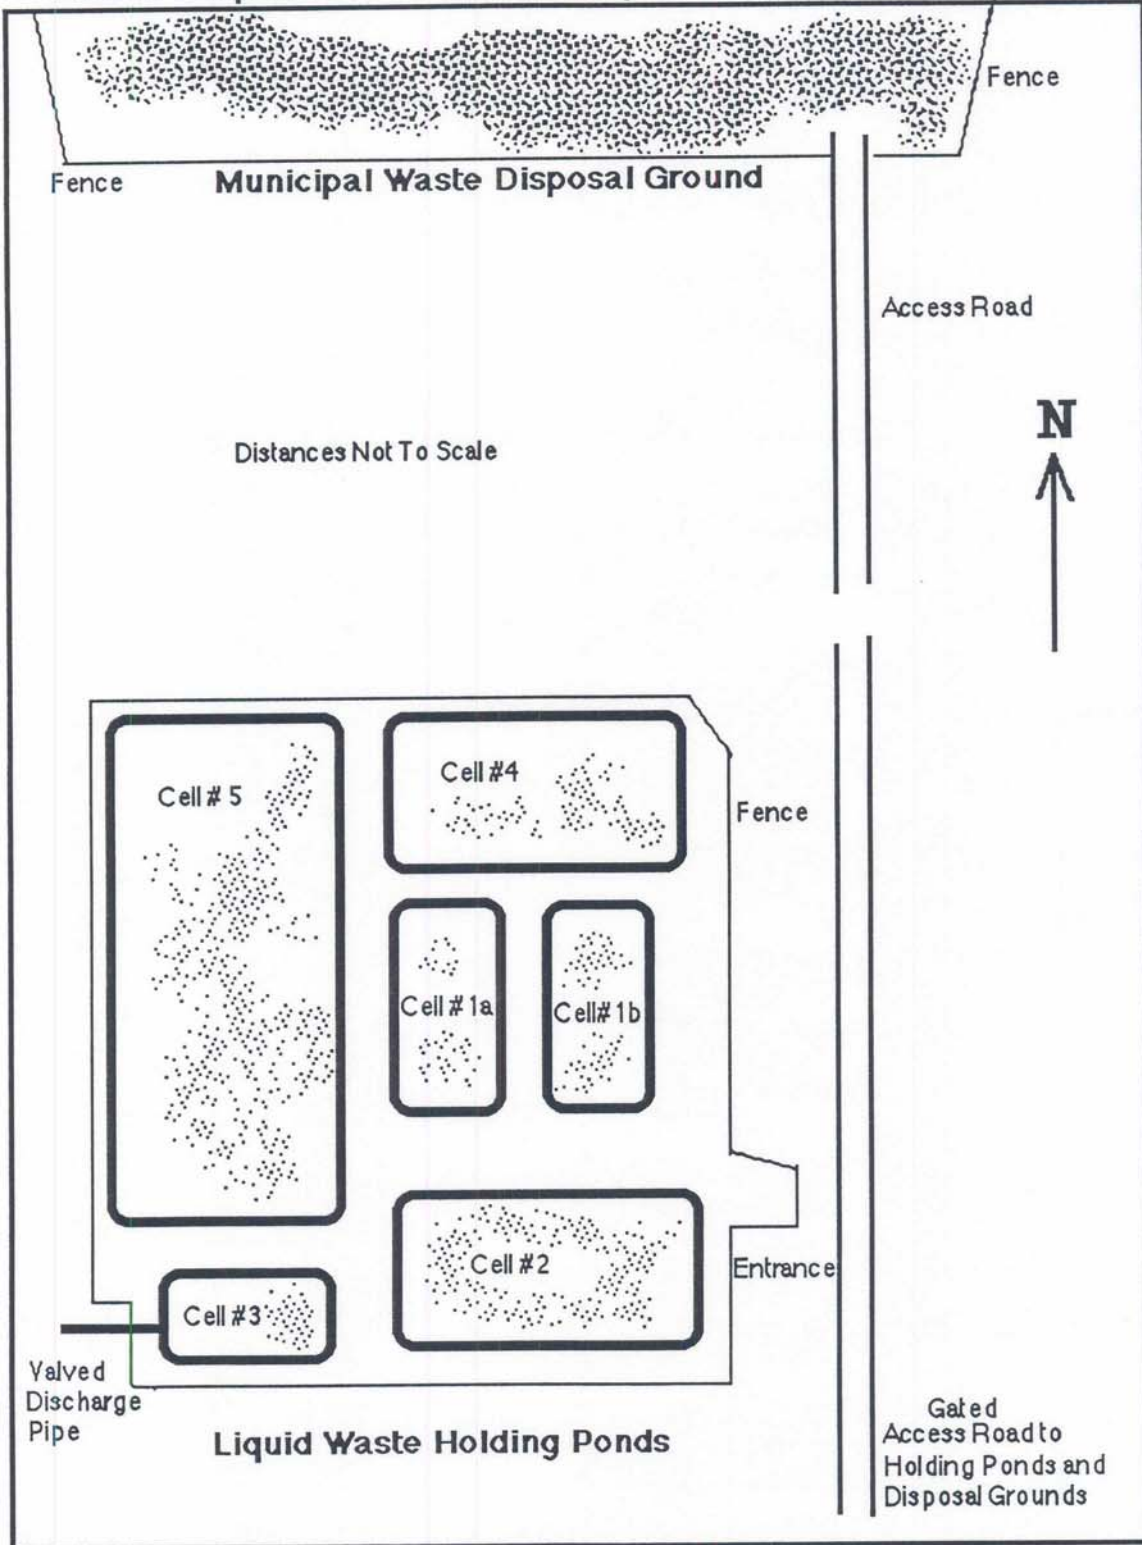 Fence
Fence
Municipal Waste Disposal Ground
Access Road
N
Distances Not To Scale
Cell # 5
Cell #4
Fence
Cell # 1a
Cell# 1b
Cell #2
Entrance
Cell #3
Valved
Discharge
Pipe
Liquid Waste Holding Ponds
Gated
Access Road to
Holding Ponds and
Disposal Grounds